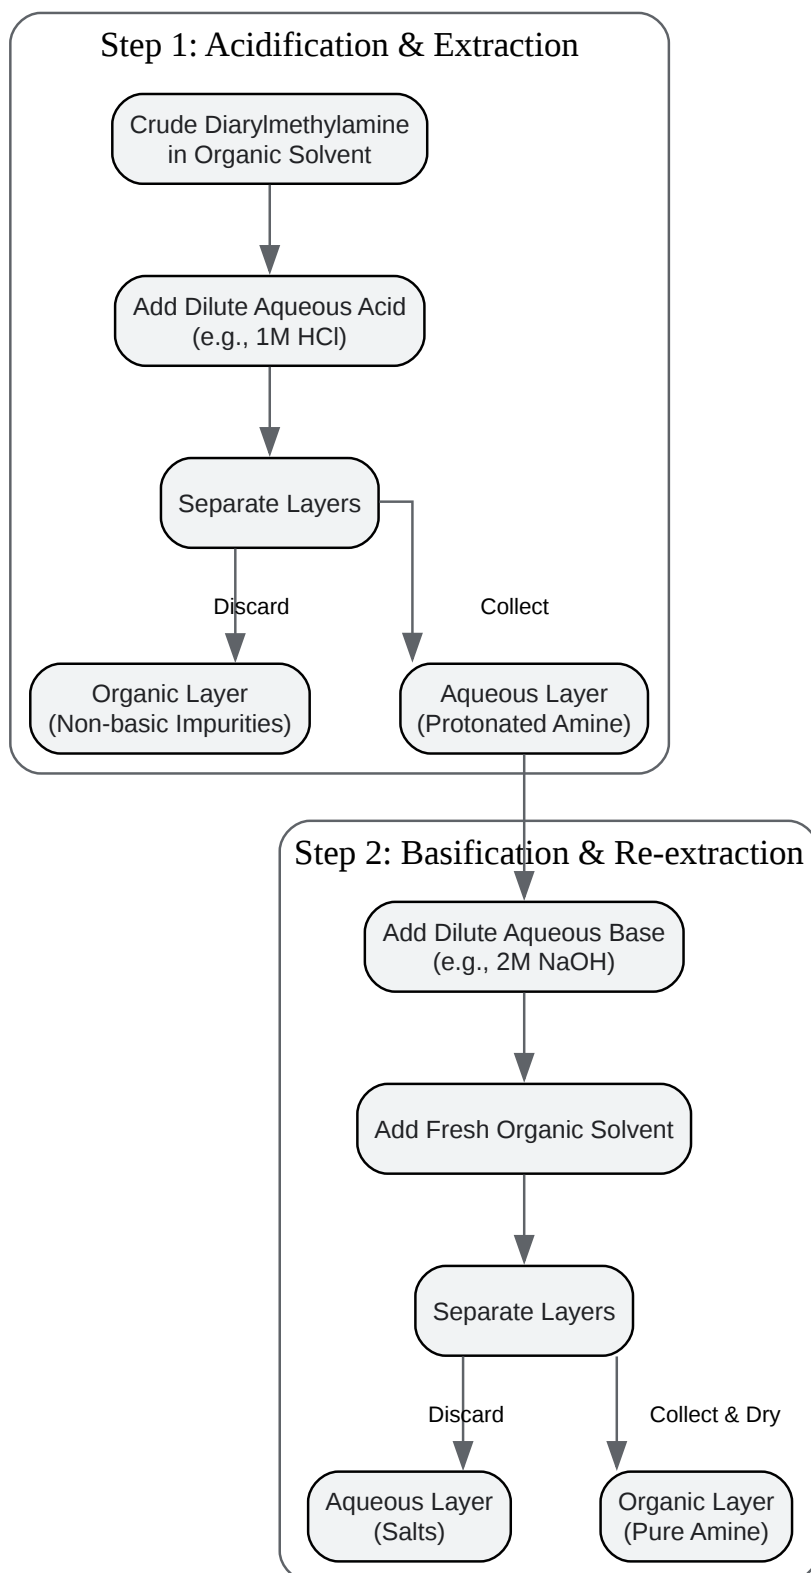 Step 1: Acidification & Extraction
Crude Diarylmethylamine
in Organic Solvent
Add Dilute Aqueous Acid
(e.g., 1M HCl)
Separate Layers
Discard
Collect
Organic Layer
(Non-basic Impurities)
Aqueous Layer
(Protonated Amine)
Step 2: Basification & Re-extraction
Add Dilute Aqueous Base
(e.g., 2M NaOH)
Add Fresh Organic Solvent
Separate Layers
Discard
Collect & Dry
Aqueous Layer
(Salts)
Organic Layer
(Pure Amine)